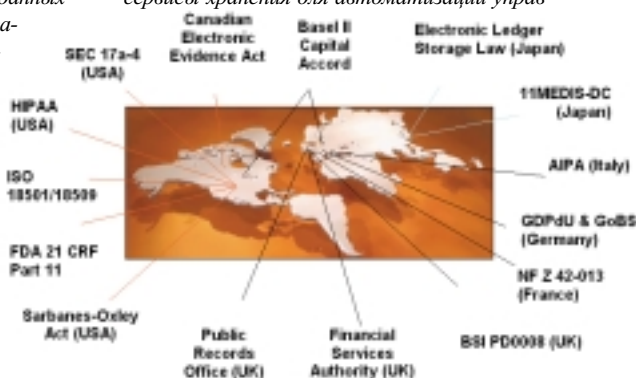 данных
сервисы хранения для автоматизации управ
а-
Canadian
Electronic
Evidence Act
Basel II
Capital
Accord
Electronic Ledger
Storage Law (Japan)
SEC 17a-4
(USA)
11MEDIS-DC
(Japan)
HIPAA
(USA)
AIPA (Italy)
ISO
18501/18509
GDPdU & GoBS
(Germany)
FDA 21 CRF
Part 11
NF Z 42-013
(France)
Sarbanes-Oxley
Act (USA)
BSI PD0008 (UK)
Public
Records
Office (UK)
Financial
Services
Authority (UK)